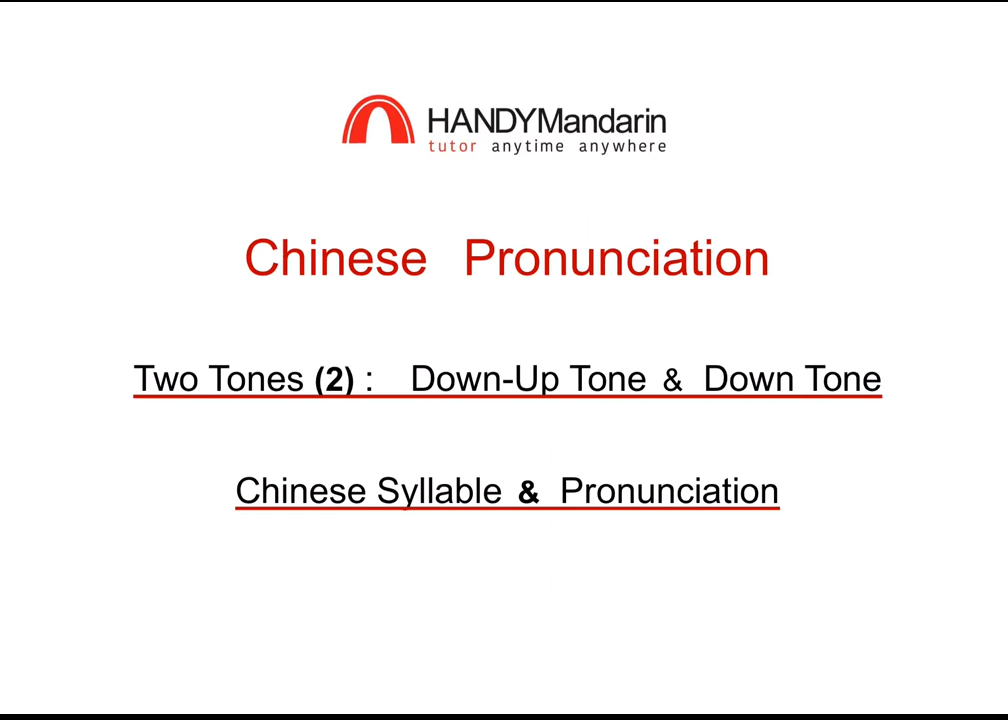 HANDYMandarin
tutor anytime anywhere
Chinese Pronunciation
Two Tones (2) : Down-Up Tone & Down Tone
Chinese Syllable & Pronunciation